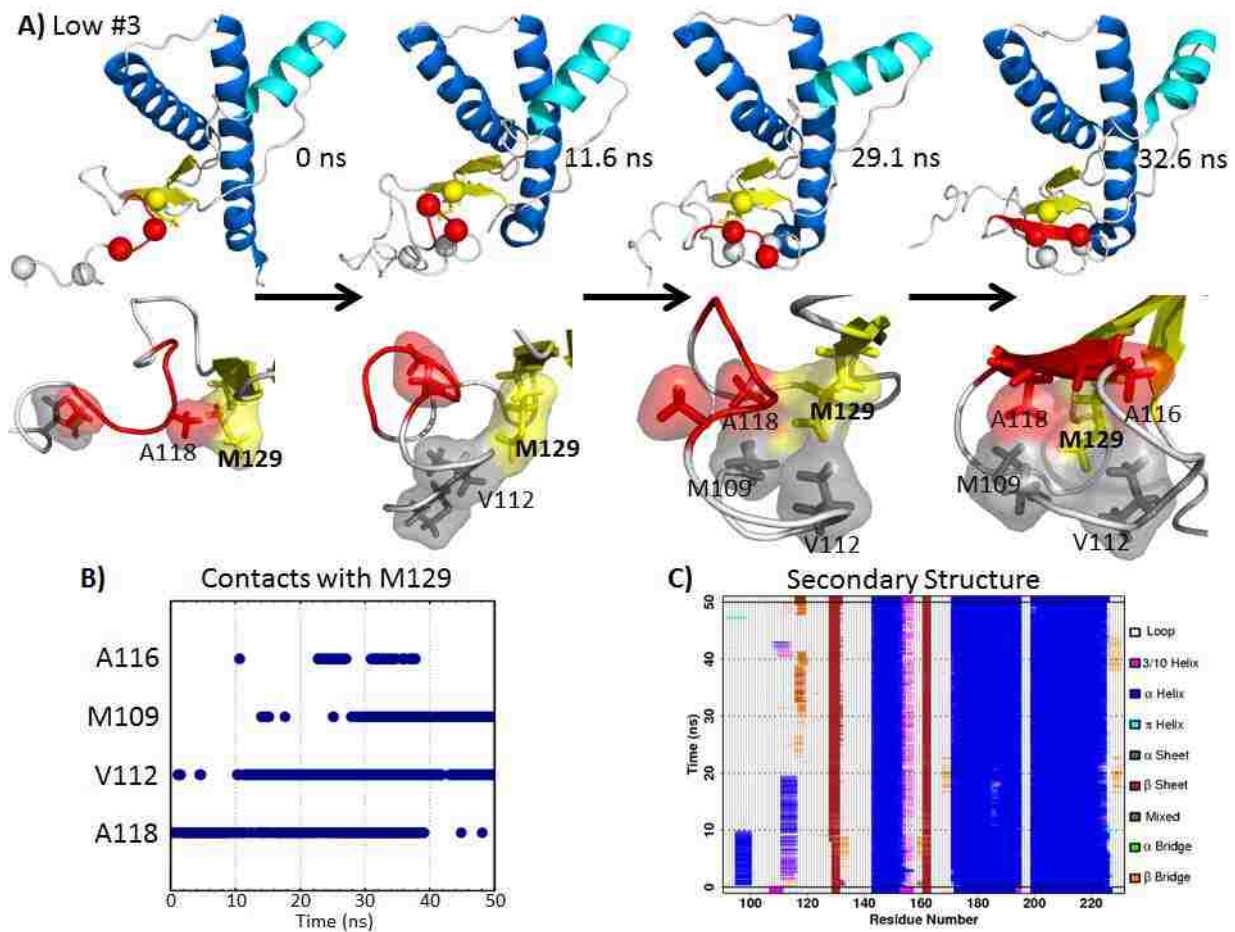 A) Low #3
0 ns
11.6 ns
29.1 ns
32.6 ns
A118
M129
V112
M129
A118
M129
M109
V112
A118
M129
A116
M109
V112
B) Contacts with M129
A116
M109
V112
A118
0 10 20 30 40 50
Time (ns)
C) Secondary Structure
50
40
30
20
10
0
Time (ns)
100 120 140 160 180 200 220
Residue Number
Loop
3/10 Helix
α Helix
π Helix
α Sheet
β Sheet
Mixed
α Bridge
β Bridge